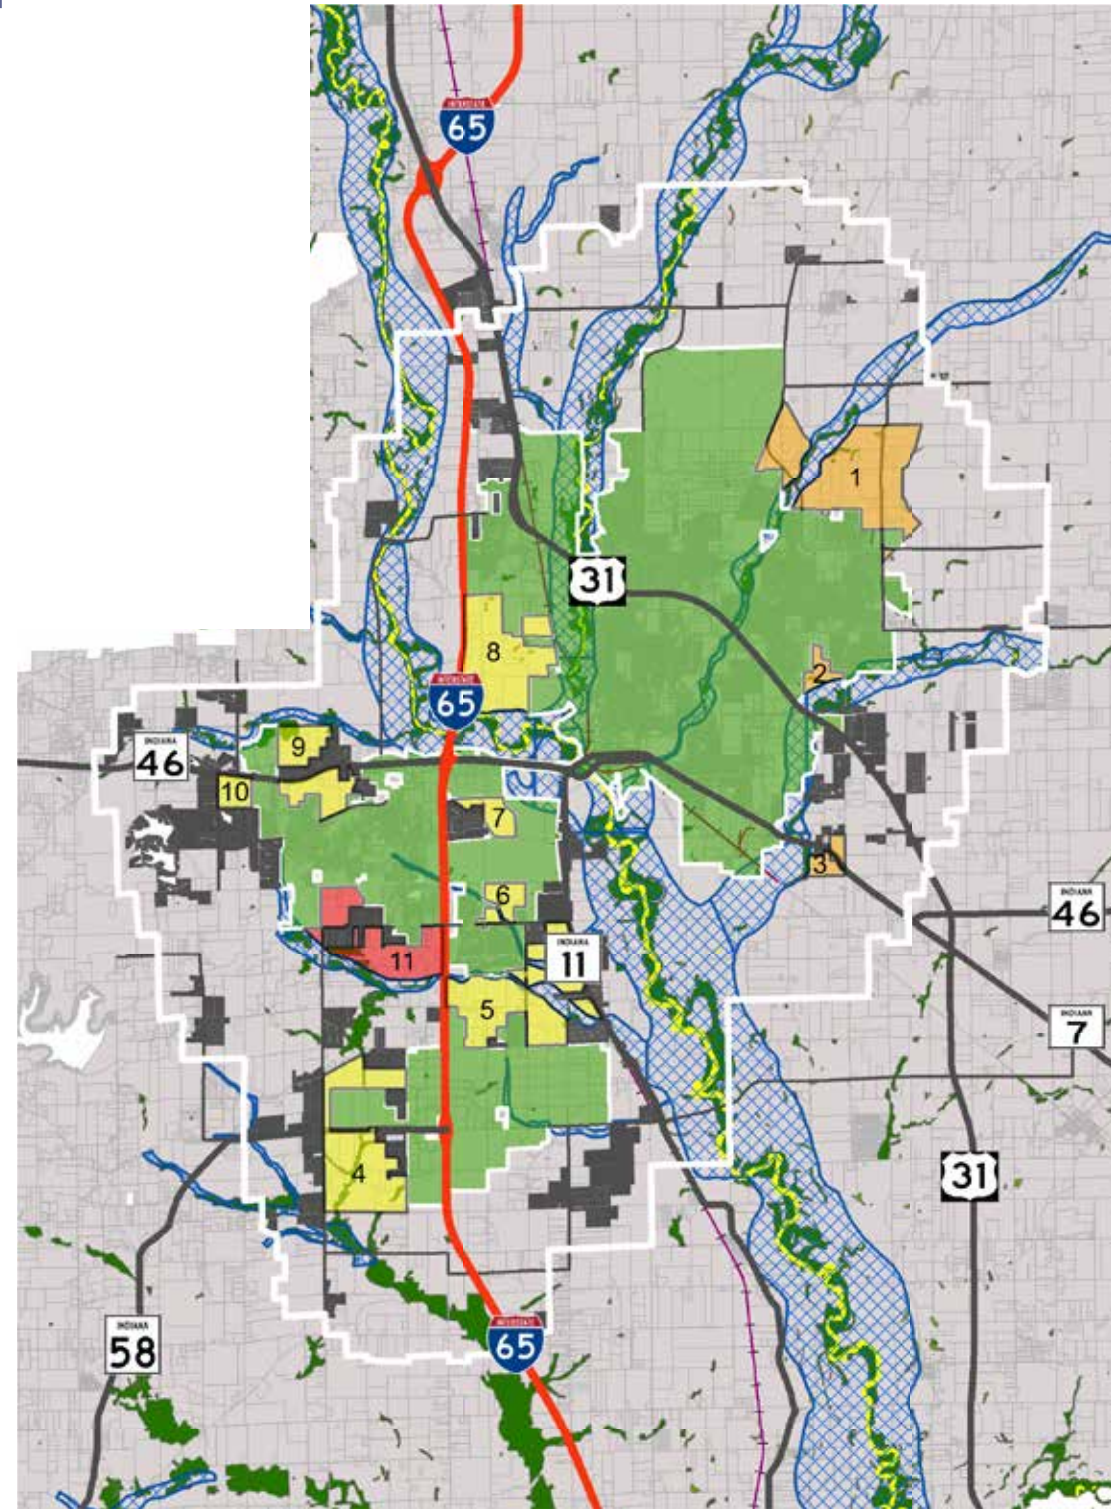 INTERSTATE
65
1
31
8
2
INTERSTATE
65
9
INDIANA
46
10
7
3
6
INDIANA
46
INDIANA
11
11
5
INDIANA
7
4
31
INDIANA
58
INTERSTATE
65